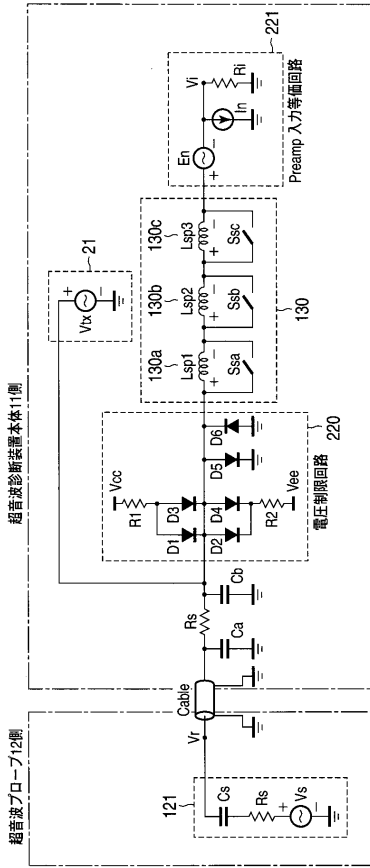 超音波診断装置本体11側
超音波プローブ12側
21
Vtx
+
−
221
Vi
Ri
In
En
+
−
Preamp 入力等価回路
130a
130b
130c
Lsp1
Lsp2
Lsp3
+
−
+
−
+
−
Ssa
Ssb
Ssc
130
Vcc
R1
D1
D3
D2
D4
R2
Vee
D5
D6
220
電圧制限回路
Rs
Ca
Cb
Cable
Vr
121
Cs
Rs
Vs
+
−